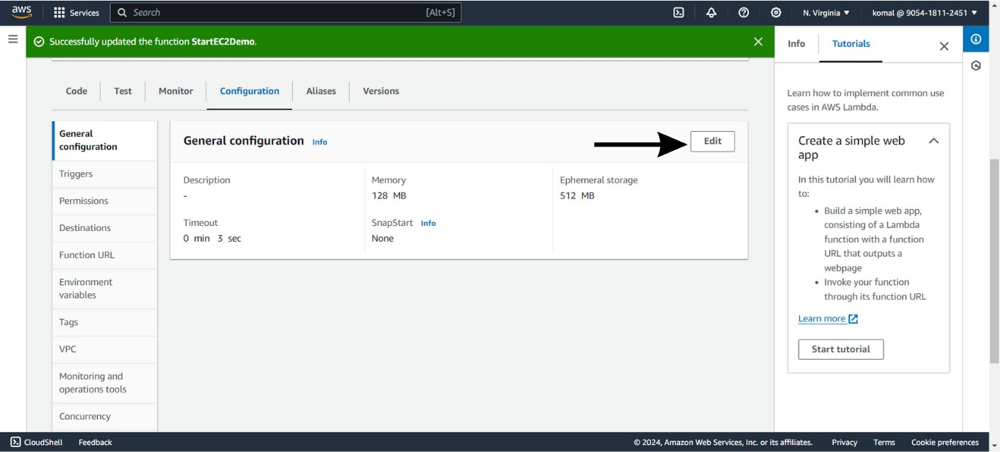 aws
Services
Search [Alt+S]
N. Virginia
komal @ 9054-1811-2451
Successfully updated the function StartEC2Demo.
Code
Test
Monitor
Configuration
Aliases
Versions
General
configuration
Triggers
Permissions
Destinations
Function URL
Environment
variables
Tags
VPC
Monitoring and
operations tools
Concurrency
General configuration Info
Edit
Description
-
Memory
128 MB
Ephemeral storage
512 MB
Timeout
0 min 3 sec
SnapStart Info
None
Info
Tutorials
Learn how to implement common use
cases in AWS Lambda.
Create a simple web
app
In this tutorial you will learn how
to:
• Build a simple web app,
consisting of a Lambda
function with a function
URL that outputs a
webpage
• Invoke your function
through its function URL
Learn more
Start tutorial
CloudShell
Feedback
© 2024, Amazon Web Services, Inc. or its affiliates.
Privacy
Terms
Cookie preferences